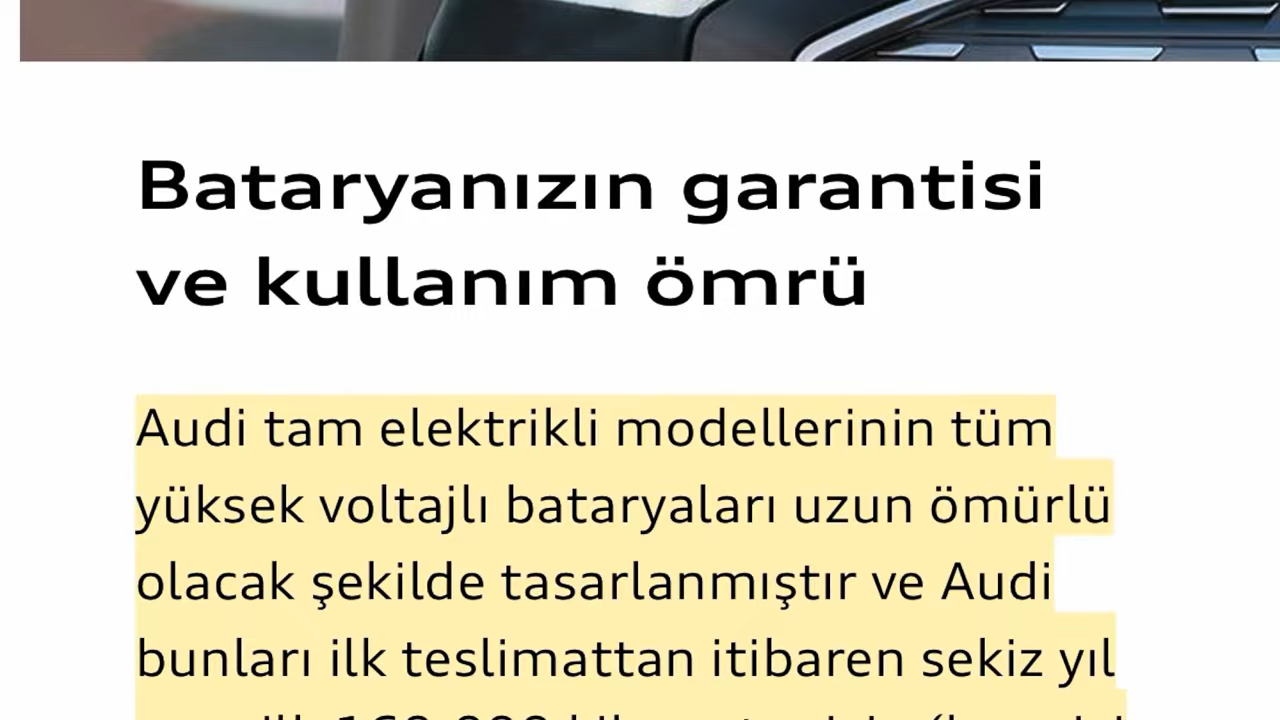 Bataryanızın garantisi
ve kullanım ömrü
Audi tam elektrikli modellerinin tüm
yüksek voltajlı bataryaları uzun ömürlü
olacak şekilde tasarlanmıştır ve Audi
bunları ilk teslimattan itibaren sekiz yıl